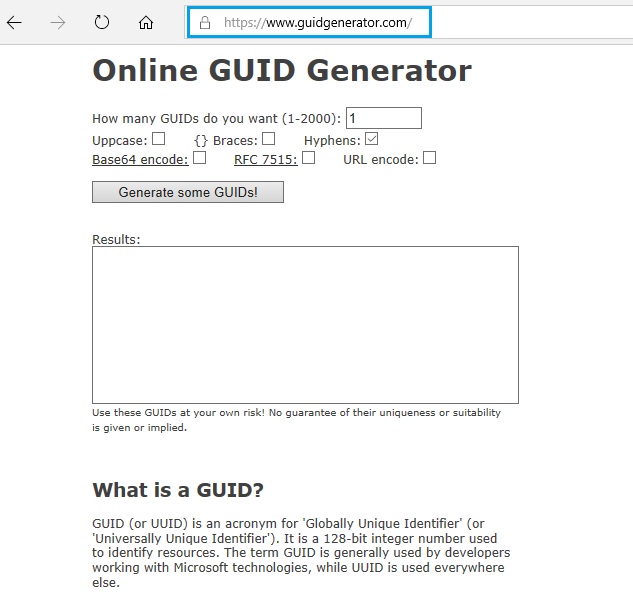 https://www.guidgenerator.com/
Online GUID Generator
How many GUIDs do you want (1-2000): 1
Uppcase: {} Braces: Hyphens:
Base64 encode: RFC 7515: URL encode:
Generate some GUIDs!
Results:
Use these GUIDs at your own risk! No guarantee of their uniqueness or suitability
is given or implied.
What is a GUID?
GUID (or UUID) is an acronym for 'Globally Unique Identifier' (or
'Universally Unique Identifier'). It is a 128-bit integer number used
to identify resources. The term GUID is generally used by developers
working with Microsoft technologies, while UUID is used everywhere
else.